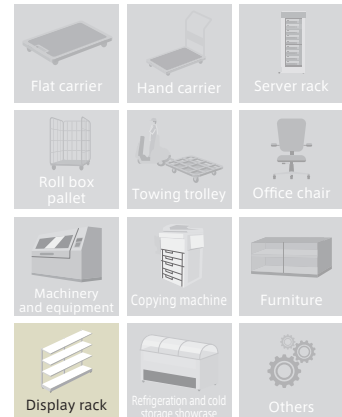 Flat carrier
Hand carrier
Server rack
Roll box
pallet
Towing trolley
Office chair
Machinery
and equipment
Copying machine
Furniture
Display rack
Refrigeration and cold
storage showcase
Others